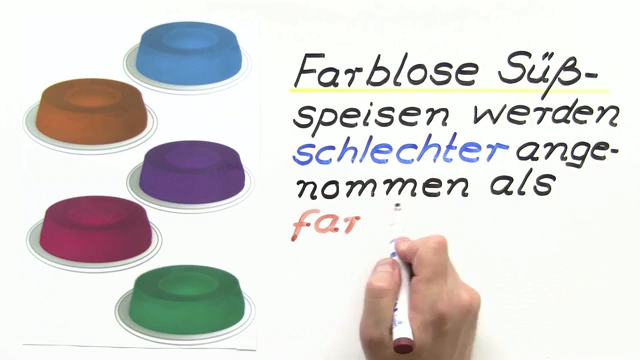 Farblose Süß-
speisen werden
schlechter ange-
nommen als
far